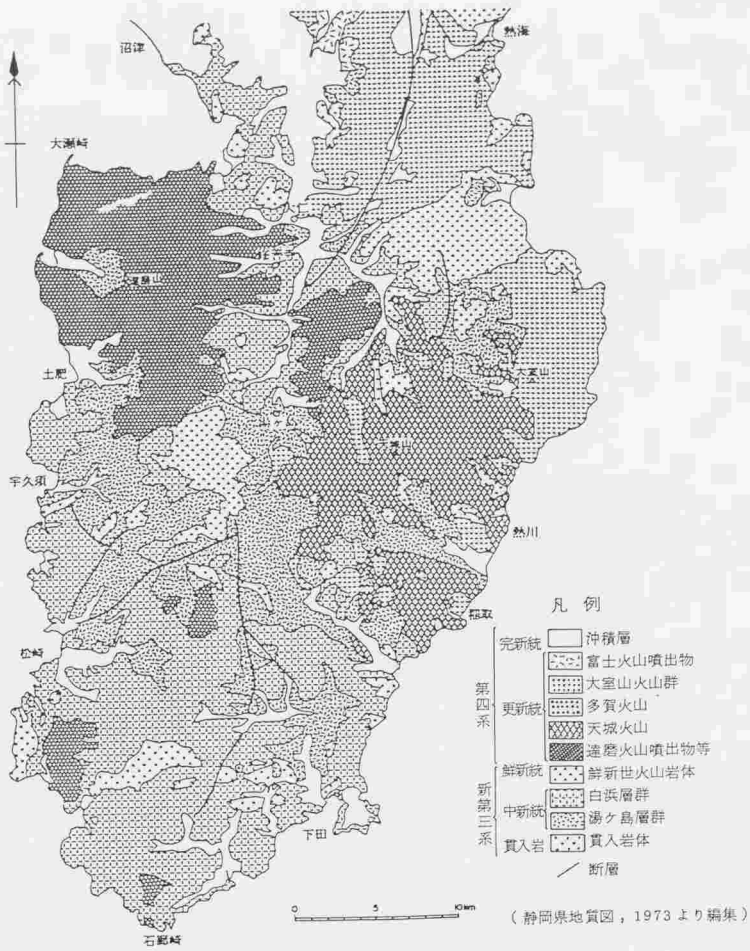 熱海
沼津
大瀬崎
達磨山
土肥
大室山
天城山
宇久須
熱川
稲取
松崎
下田
石廊崎
凡 例
第四系
完新統
沖積層
更新統
富士火山噴出物
大室山火山群
多賀火山
天城火山
達磨火山噴出物等
新第三系
鮮新統
鮮新世火山岩体
中新統
白浜層群
湯ケ島層群
貫入岩
貫入岩体
断層
0 5 10km
(静岡県地質図,1973より編集)